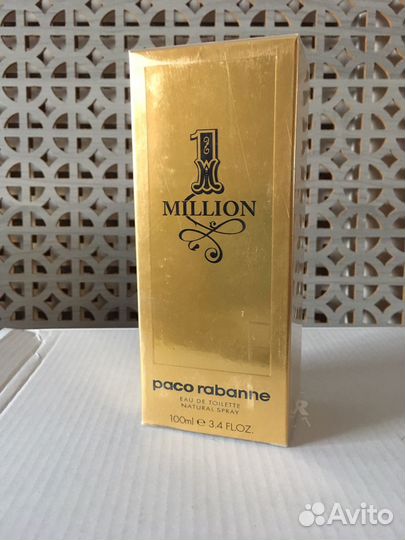 1
MILLION
paco rabanne
EAU DE TOILETTE
NATURAL SPRAY
100ml e 3.4 FL.OZ.
Avito